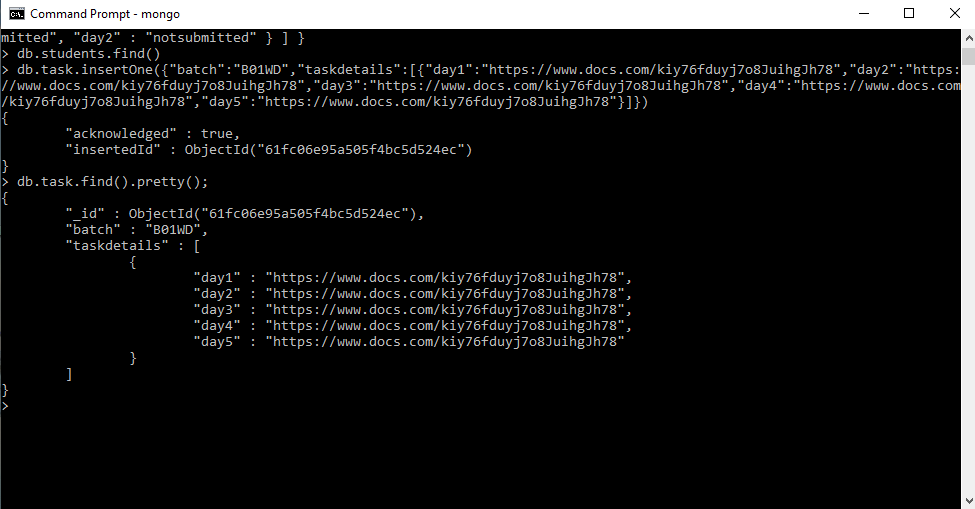 Command Prompt - mongo
mitted", "day2" : "notsubmitted" } ] }
> db.students.find()
> db.task.insertOne({"batch":"B01WD","taskdetails":[{"day1":"https://www.docs.com/kiy76fduyj7o8JuihgJh78","day2":"https:
//www.docs.com/kiy76fduyj7o8JuihgJh78","day3":"https://www.docs.com/kiy76fduyj7o8JuihgJh78","day4":"https://www.docs.com
/kiy76fduyj7o8JuihgJh78","day5":"https://www.docs.com/kiy76fduyj7o8JuihgJh78"}]})
{
        "acknowledged" : true,
        "insertedId" : ObjectId("61fc06e95a505f4bc5d524ec")
}
> db.task.find().pretty();
{
        "_id" : ObjectId("61fc06e95a505f4bc5d524ec"),
        "batch" : "B01WD",
        "taskdetails" : [
                {
                        "day1" : "https://www.docs.com/kiy76fduyj7o8JuihgJh78",
                        "day2" : "https://www.docs.com/kiy76fduyj7o8JuihgJh78",
                        "day3" : "https://www.docs.com/kiy76fduyj7o8JuihgJh78",
                        "day4" : "https://www.docs.com/kiy76fduyj7o8JuihgJh78",
                        "day5" : "https://www.docs.com/kiy76fduyj7o8JuihgJh78"
                }
        ]
}
>